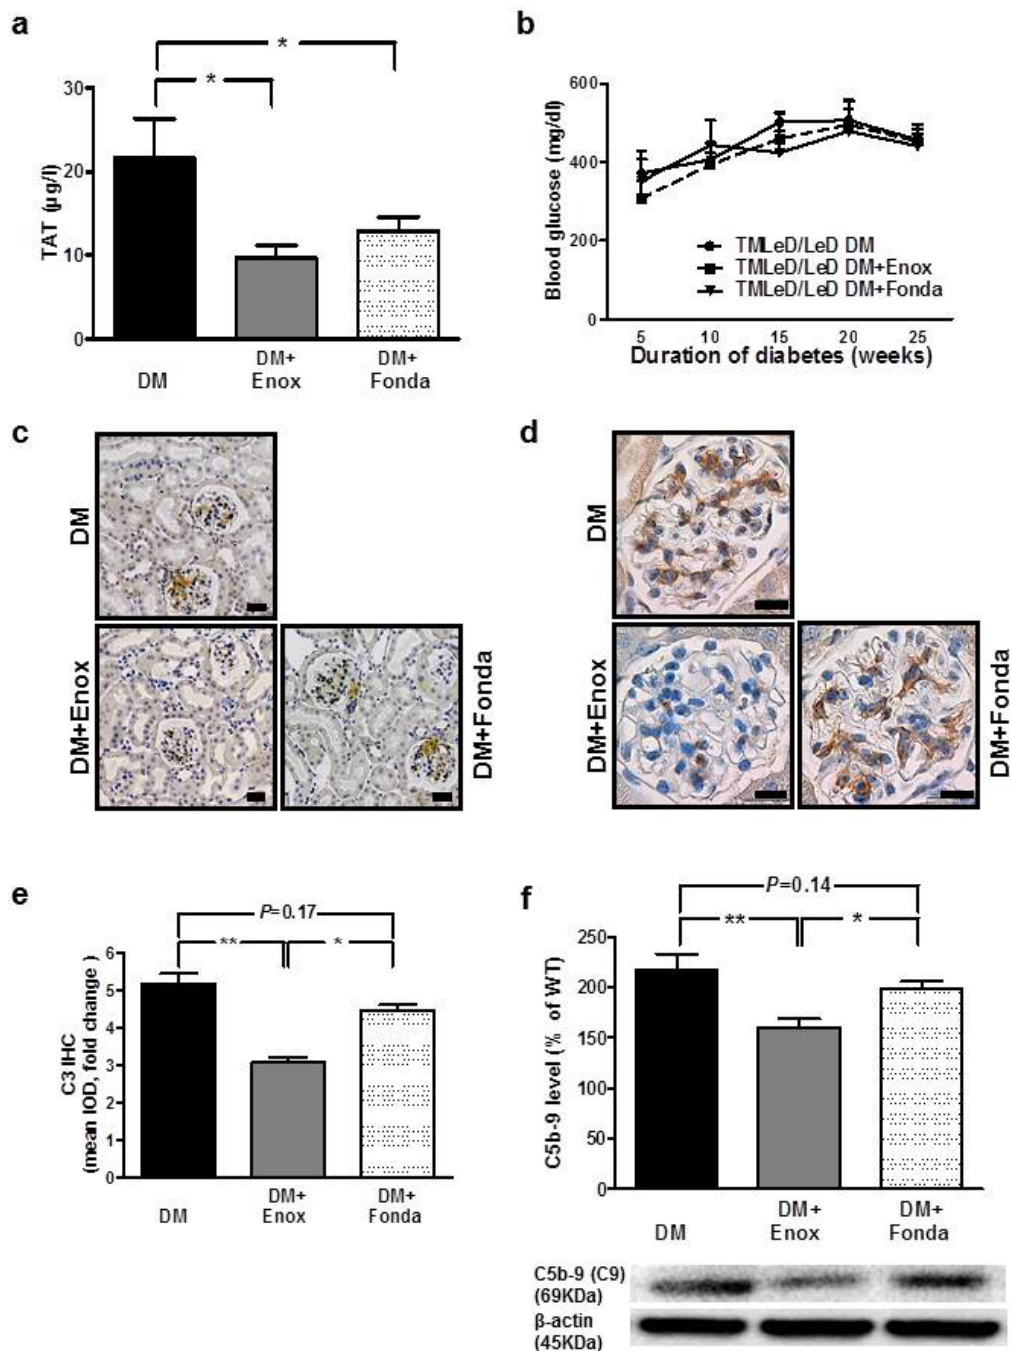 a
*
*
30
20
10
0
TAT (µg/l)
DM
DM+
Enox
DM+
Fonda
b
600
400
200
0
Blood glucose (mg/dl)
TMLeD/LeD DM
TMLeD/LeD DM+Enox
TMLeD/LeD DM+Fonda
5 10 15 20 25
Duration of diabetes (weeks)
c
DM
DM+Enox
DM+Fonda
d
DM
DM+Enox
DM+Fonda
e
P=0.17
** *
6
5
4
3
2
1
0
C3 IHC
(mean IOD, fold change )
DM
DM+
Enox
DM+
Fonda
f
P=0.14
** *
250
200
150
100
50
0
C5b-9 level (% of WT)
DM
DM+
Enox
DM+
Fonda
C5b-9 (C9)
(69KDa)
β-actin
(45KDa)